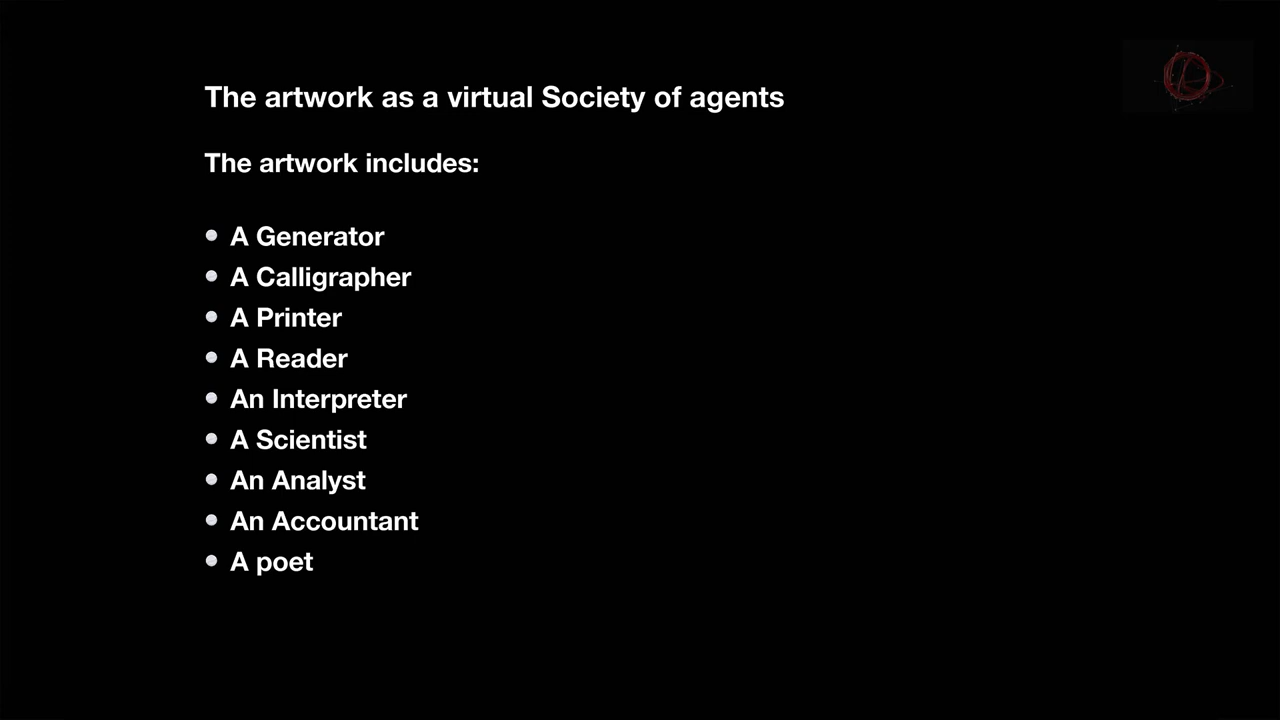 The artwork as a virtual Society of agents
The artwork includes:
• A Generator
• A Calligrapher
• A Printer
• A Reader
• An Interpreter
• A Scientist
• An Analyst
• An Accountant
• A poet